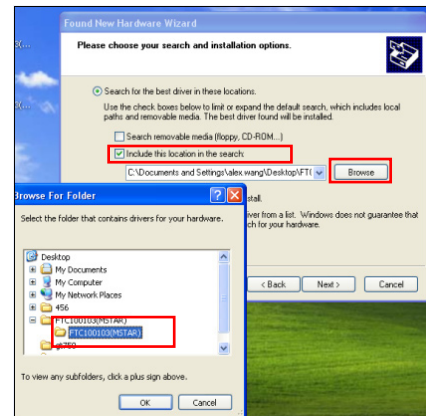 Found New Hardware Wizard
Please choose your search and installation options.
Search for the best driver in these locations.
Use the check boxes below to limit or expand the default search, which includes local
paths and removable media. The best driver found will be installed.
Search removable media (floppy, CD-ROM...)
Include this location in the search:
C:\Documents and Settings\alex wang\Desktop\FT
Browse
stall.
iver from a list. Windows does not guarantee that
ch for your hardware.
< Back
Next >
Cancel
Browse For Folder
Select the folder that contains drivers for your hardware.
Desktop
My Documents
My Computer
My Network Places
456
FTC100103(MSTAR)
FTC100103(MSTAR)
To view any subfolders, click a plus sign above.
OK
Cancel